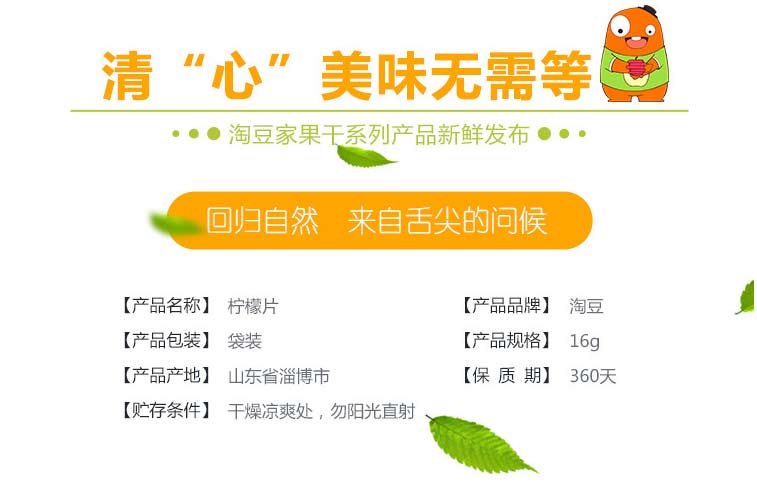 清“心”美味无需等
淘豆家果干系列产品新鲜发布
回归自然 来自舌尖的问候
【产品名称】 柠檬片 【产品品牌】 淘豆
【产品包装】 袋装 【产品规格】 16g
【产品产地】 山东省淄博市 【保 质 期】 360天
【贮存条件】 干燥凉爽处，勿阳光直射